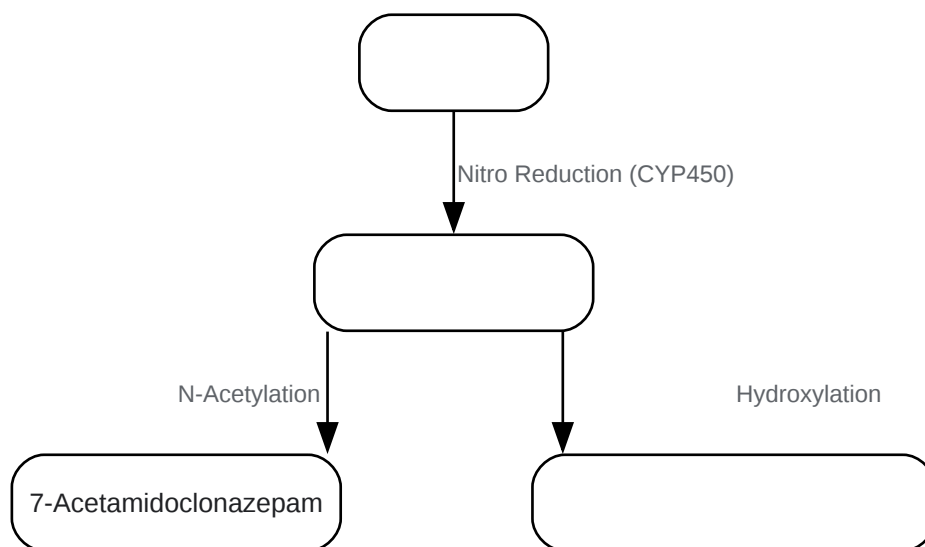 Nitro Reduction (CYP450)
N-Acetylation
Hydroxylation
7-Acetamidoclonazepam